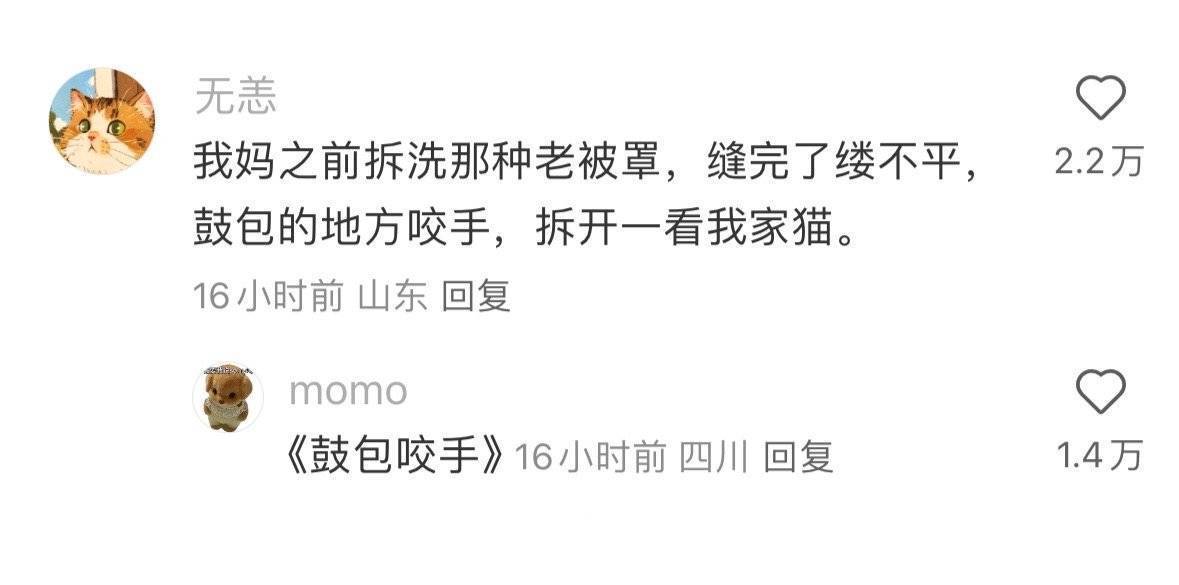 无恙
我妈之前拆洗那种老被罩，缝完了缕不平，
2.2万
鼓包的地方咬手，拆开一看我家猫。
16小时前 山东 回复
momo
《鼓包咬手》16小时前 四川 回复
1.4万